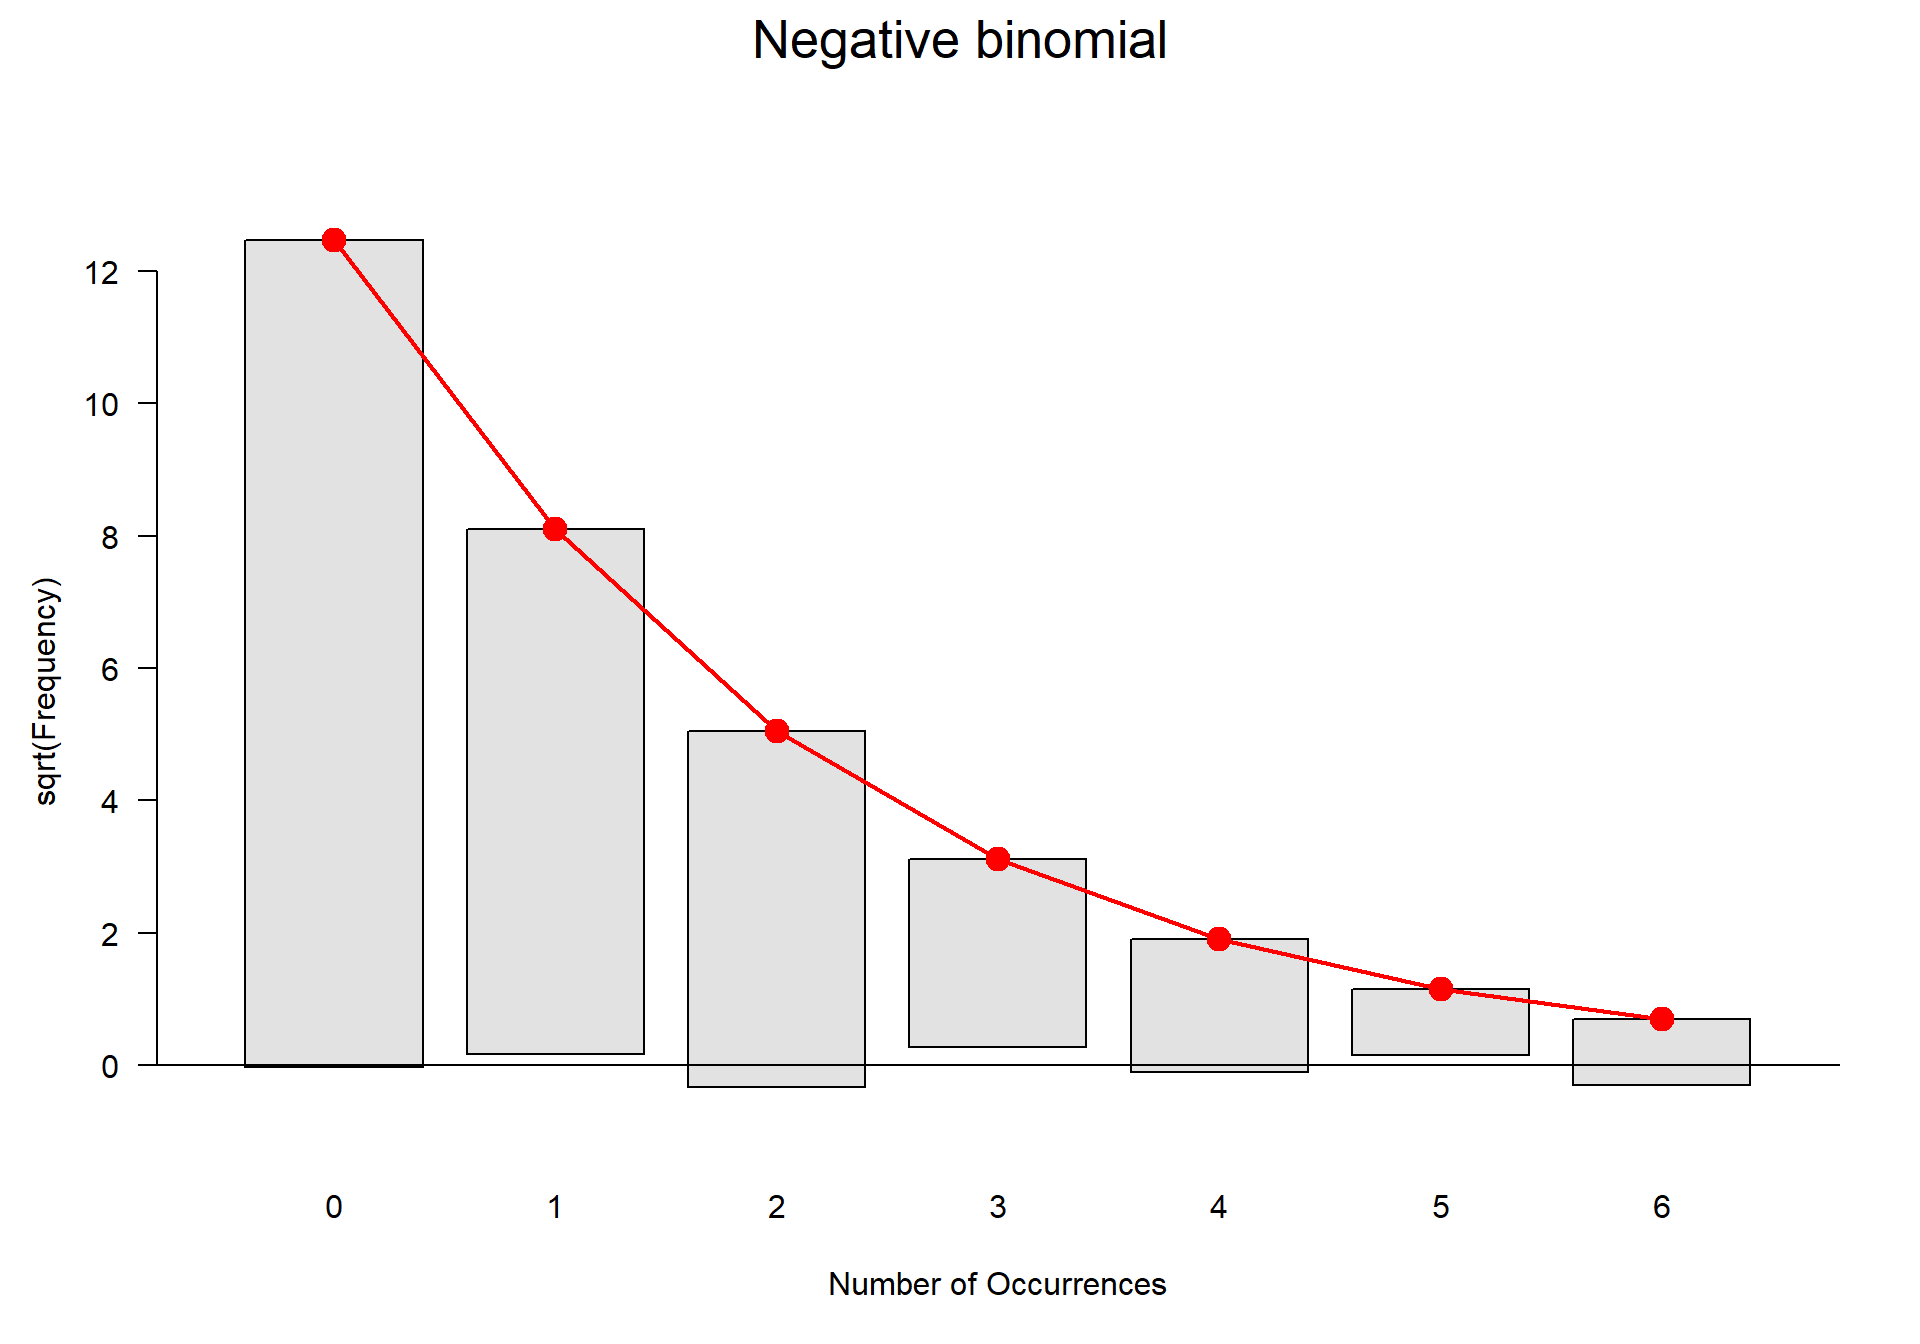 Negative binomial
12
10
8
6
4
2
0
sqrt(Frequency)
0 1 2 3 4 5 6
Number of Occurrences